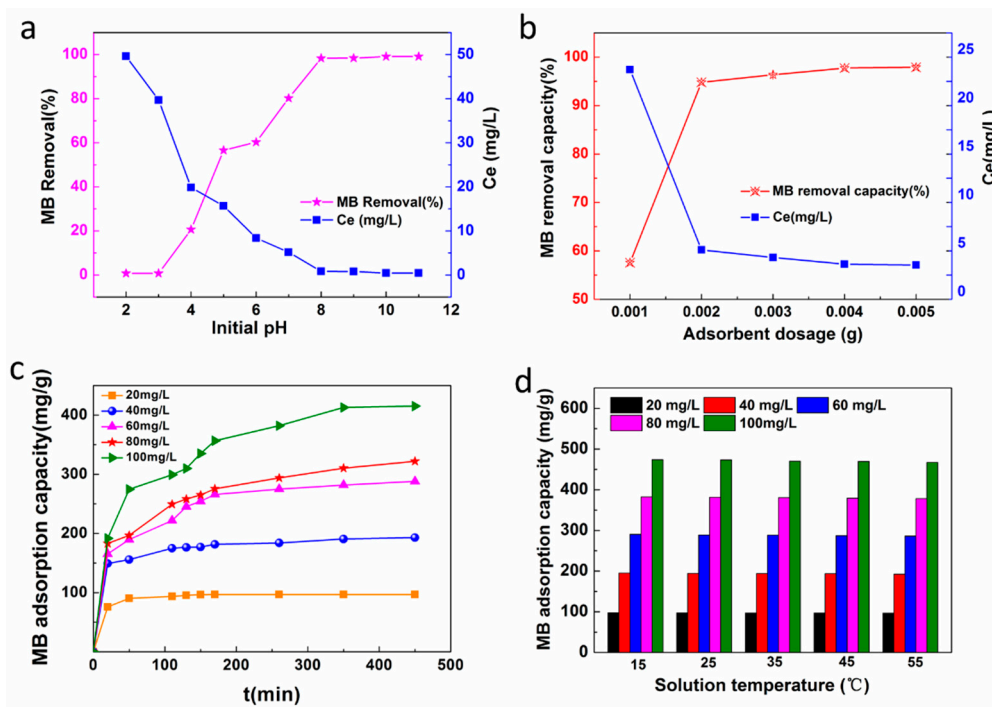 a
MB Removal(%)
100
80
60
40
20
0
50
40
30
20
10
0
Ce (mg/L)
MB Removal(%)
Ce (mg/L)
2 4 6 8 10 12
Initial pH
b
MB removal capacity(%)
100
90
80
70
60
50
25
20
15
10
5
0
Ce(mg/L)
MB removal capacity(%)
Ce(mg/L)
0.001 0.002 0.003 0.004 0.005
Adsorbent dosage (g)
c
MB adsorption capacity(mg/g)
400
300
200
100
20mg/L
40mg/L
60mg/L
80mg/L
100mg/L
0 100 200 300 400 500
t(min)
d
MB adsorption capacity (mg/g)
600
500
400
300
200
100
0
20 mg/L 40 mg/L 60 mg/L
80 mg/L 100mg/L
15 25 35 45 55
Solution temperature (℃)